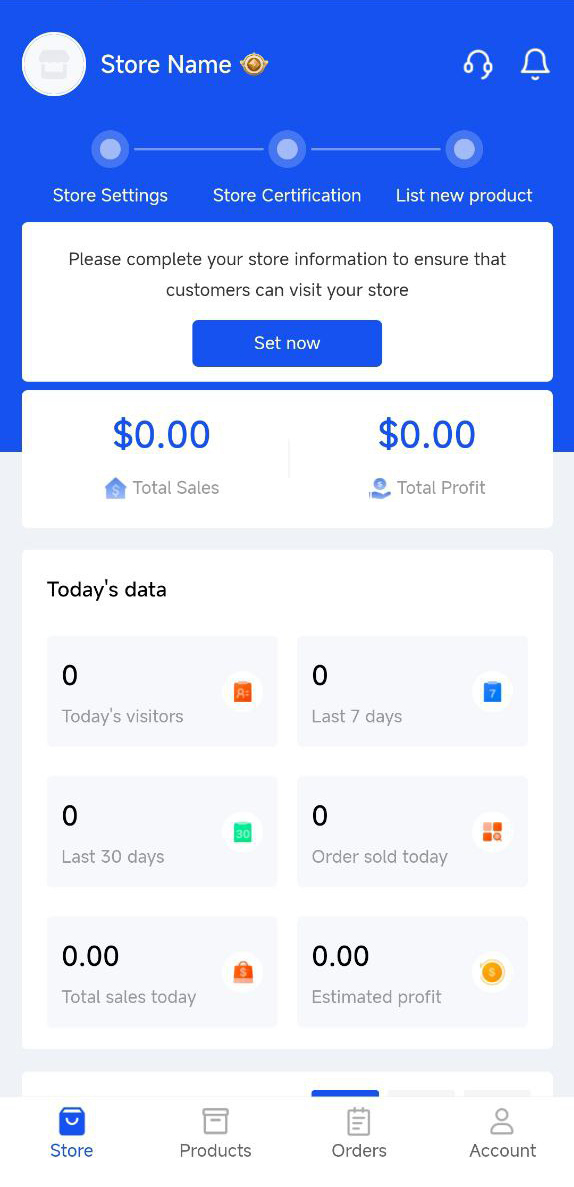 Store Name
Store Settings
Store Certification
List new product
Please complete your store information to ensure that
customers can visit your store
Set now
$0.00
$0.00
$ Total Sales
$ Total Profit
Today's data
0
0
Today's visitors
Last 7 days
7
0
0
Last 30 days
30
Order sold today
0.00
0.00
Total sales today
$
Estimated profit
$
Store
Products
Orders
Account